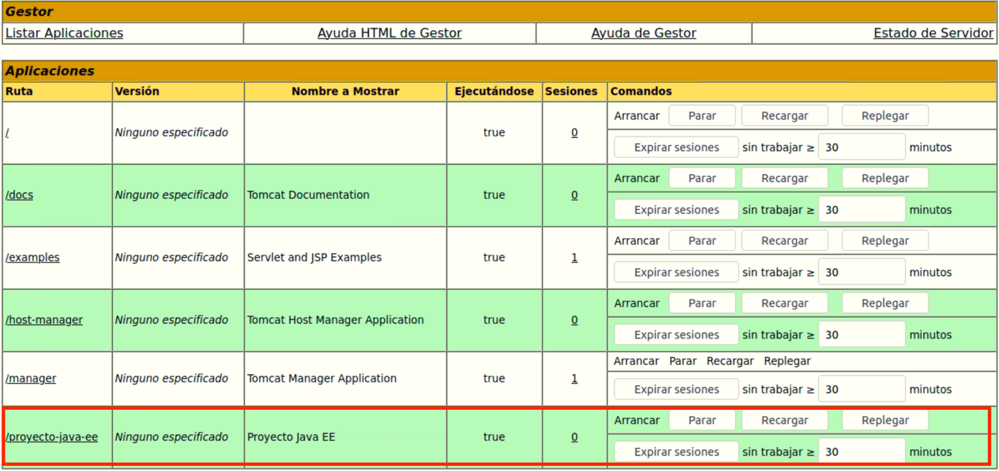 Gestor
Listar Aplicaciones Ayuda HTML de Gestor Ayuda de Gestor Estado de Servidor
Aplicaciones
Ruta Versión Nombre a Mostrar Ejecutándose Sesiones Comandos
/ Ninguno especificado true 0 Arrancar Parar Recargar Replegar
Expirar sesiones sin trabajar ≥ 30 minutos
/docs Ninguno especificado Tomcat Documentation true 0 Arrancar Parar Recargar Replegar
Expirar sesiones sin trabajar ≥ 30 minutos
/examples Ninguno especificado Servlet and JSP Examples true 1 Arrancar Parar Recargar Replegar
Expirar sesiones sin trabajar ≥ 30 minutos
/host-manager Ninguno especificado Tomcat Host Manager Application true 0 Arrancar Parar Recargar Replegar
Expirar sesiones sin trabajar ≥ 30 minutos
/manager Ninguno especificado Tomcat Manager Application true 1 Arrancar Parar Recargar Replegar
Expirar sesiones sin trabajar ≥ 30 minutos
/proyecto-java-ee Ninguno especificado Proyecto Java EE true 0 Arrancar Parar Recargar Replegar
Expirar sesiones sin trabajar ≥ 30 minutos